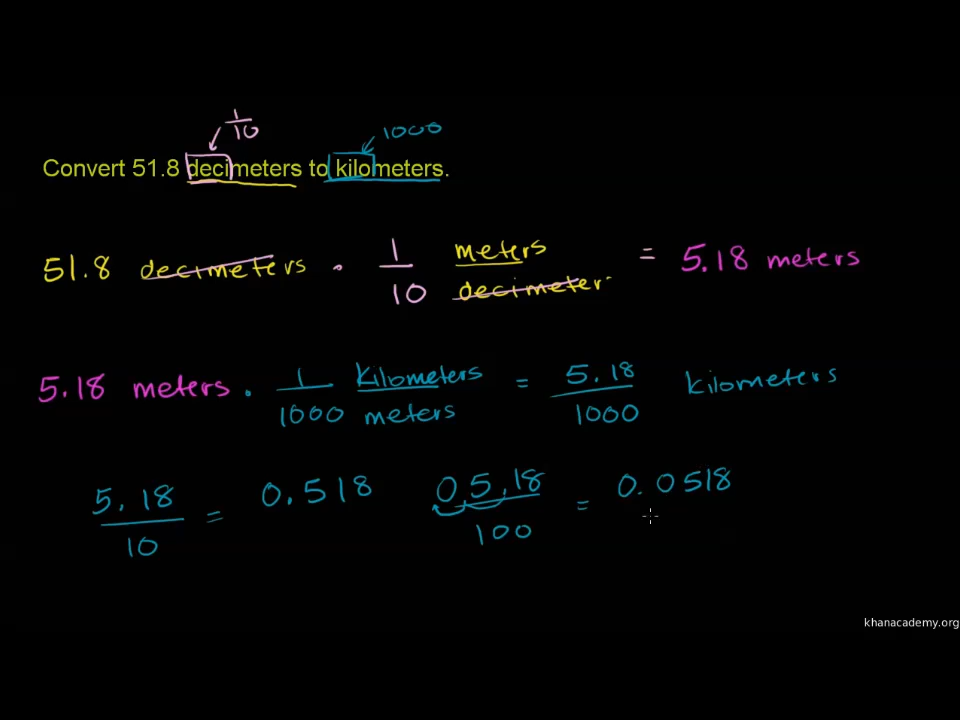 1/10 1000
Convert 51.8 decimeters to kilometers.
51.8 decimeters · 1/10 meters/decimeter = 5.18 meters
5.18 meters · 1/1000 kilometers/meters = 5.18/1000 kilometers
5.18/10 = 0.518 0,5,18/100 = 0.0518
khanacademy.org